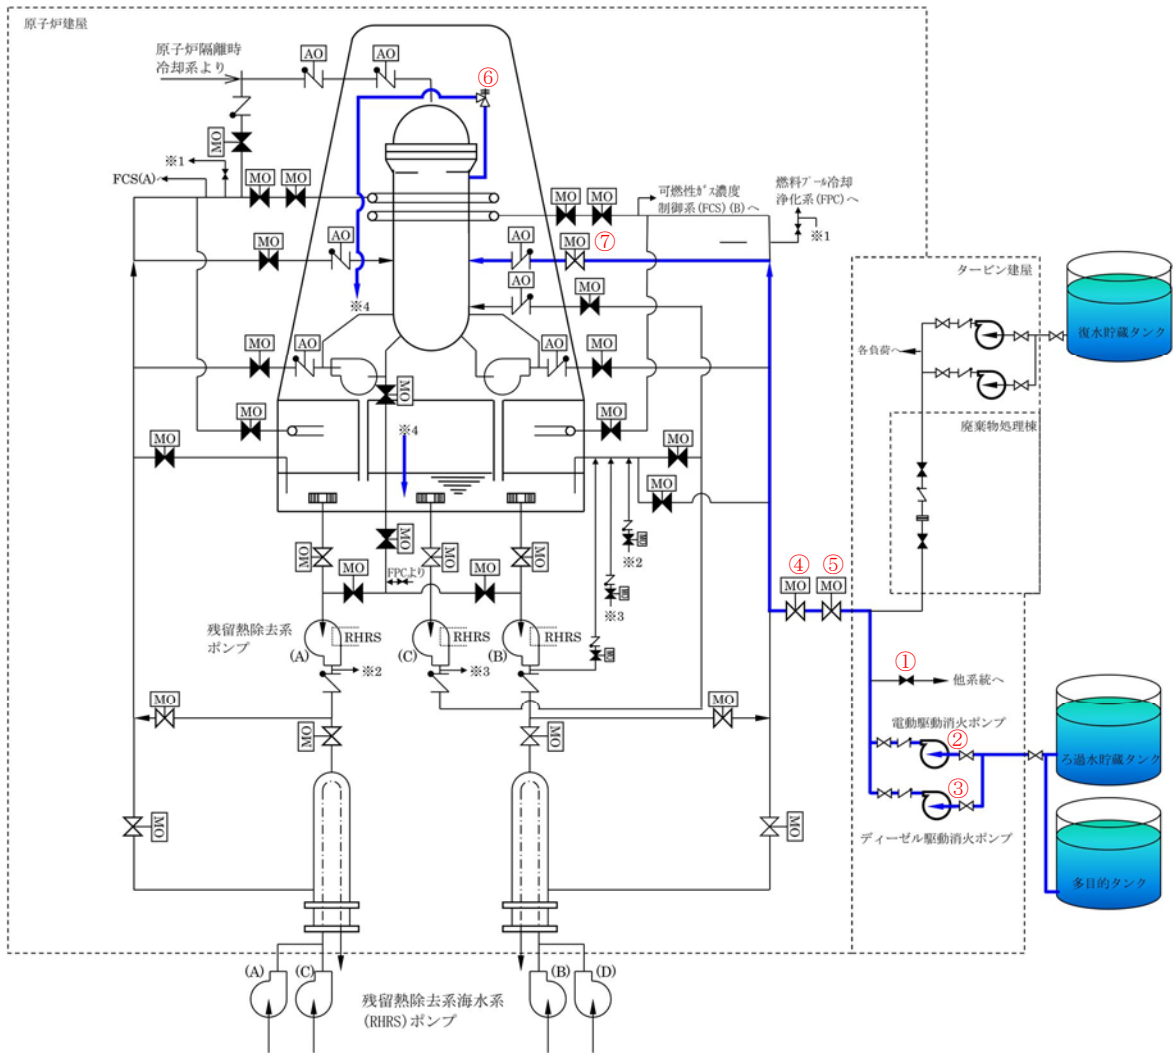 原子炉建屋
原子炉隔離時
冷却系より
AO
AO
⑥
MO
※1
FCS(A)
MO
MO
MO
MO
可燃性ｶﾞｽ濃度
制御系(FCS)(B)へ
燃料ﾌﾟｰﾙ冷却
浄化系(FPC)へ
※1
MO
AO
AO
MO
⑦
タービン建屋
※4
AO
MO
復水貯蔵タンク
各負荷へ
MO
AO
AO
MO
MO
MO
※4
MO
廃棄物処理棟
MO
MO
MO
MO
MO
MO
MO
MO
※2
FPCより
MO
MO
MO
※3
④
⑤
MO
MO
残留熱除去系
ポンプ
(A)
RHRS
(C)
RHRS
(B)
RHRS
MO
※2
※3
①
他系統へ
MO
MO
電動駆動消火ポンプ
②
ろ過水貯蔵タンク
MO
MO
③
ディーゼル駆動消火ポンプ
MO
MO
多目的タンク
(A)
(C)
(B)
(D)
残留熱除去系海水系
(RHRS)ポンプ